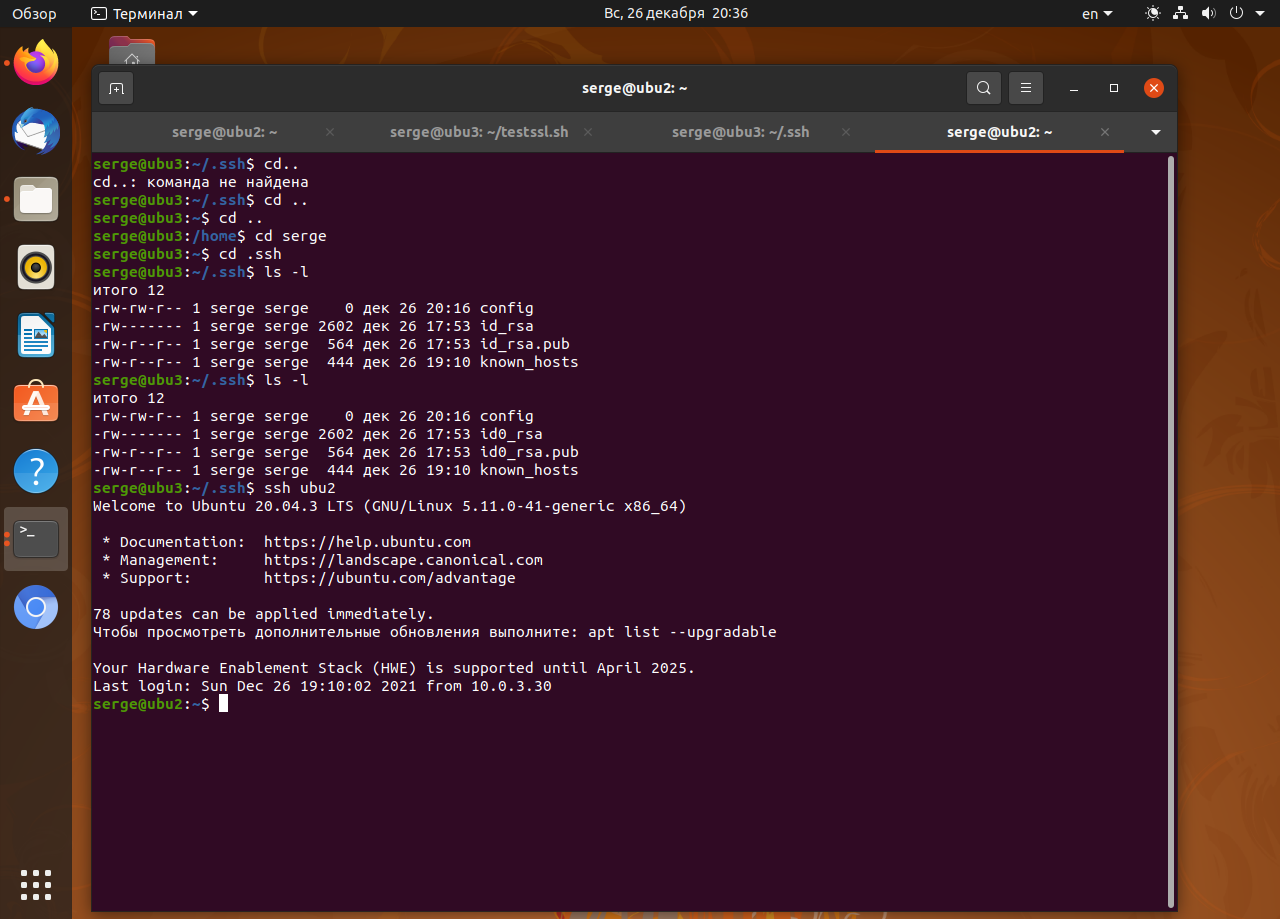 Обзор
Терминал
Вс, 26 декабря 20:36
en
serge@ubu2: ~
serge@ubu2: ~
serge@ubu3: ~/testssl.sh
serge@ubu3: ~/.ssh
serge@ubu2: ~
serge@ubu3:~/.ssh$ cd..
cd..: команда не найдена
serge@ubu3:~/.ssh$ cd ..
serge@ubu3:~$ cd ..
serge@ubu3:/home$ cd serge
serge@ubu3:~$ cd .ssh
serge@ubu3:~/.ssh$ ls -l
итого 12
-rw-rw-r-- 1 serge serge    0 дек 26 20:16 config
-rw------- 1 serge serge 2602 дек 26 17:53 id_rsa
-rw-r--r-- 1 serge serge  564 дек 26 17:53 id_rsa.pub
-rw-r--r-- 1 serge serge  444 дек 26 19:10 known_hosts
serge@ubu3:~/.ssh$ ls -l
итого 12
-rw-rw-r-- 1 serge serge    0 дек 26 20:16 config
-rw------- 1 serge serge 2602 дек 26 17:53 id0_rsa
-rw-r--r-- 1 serge serge  564 дек 26 17:53 id0_rsa.pub
-rw-r--r-- 1 serge serge  444 дек 26 19:10 known_hosts
serge@ubu3:~/.ssh$ ssh ubu2
Welcome to Ubuntu 20.04.3 LTS (GNU/Linux 5.11.0-41-generic x86_64)
* Documentation:  https://help.ubuntu.com
* Management:     https://landscape.canonical.com
* Support:        https://ubuntu.com/advantage
78 updates can be applied immediately.
Чтобы просмотреть дополнительные обновления выполните: apt list --upgradable
Your Hardware Enablement Stack (HWE) is supported until April 2025.
Last login: Sun Dec 26 19:10:02 2021 from 10.0.3.30
serge@ubu2:~$